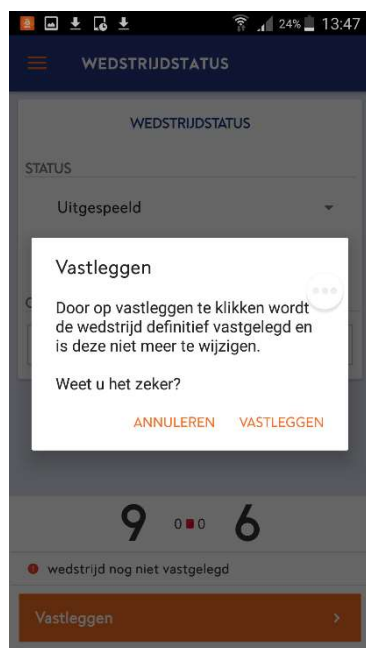 24% 13:47
WEDSTRIJDSTATUS
WEDSTRIJDSTATUS
STATUS
Uitgespeeld
Vastleggen
Door op vastleggen te klikken wordt
de wedstrijd definitief vastgelegd en
is deze niet meer te wijzigen.
Weet u het zeker?
ANNULEREN VASTLEGGEN
9 0 0 6
wedstrijd nog niet vastgelegd
Vastleggen